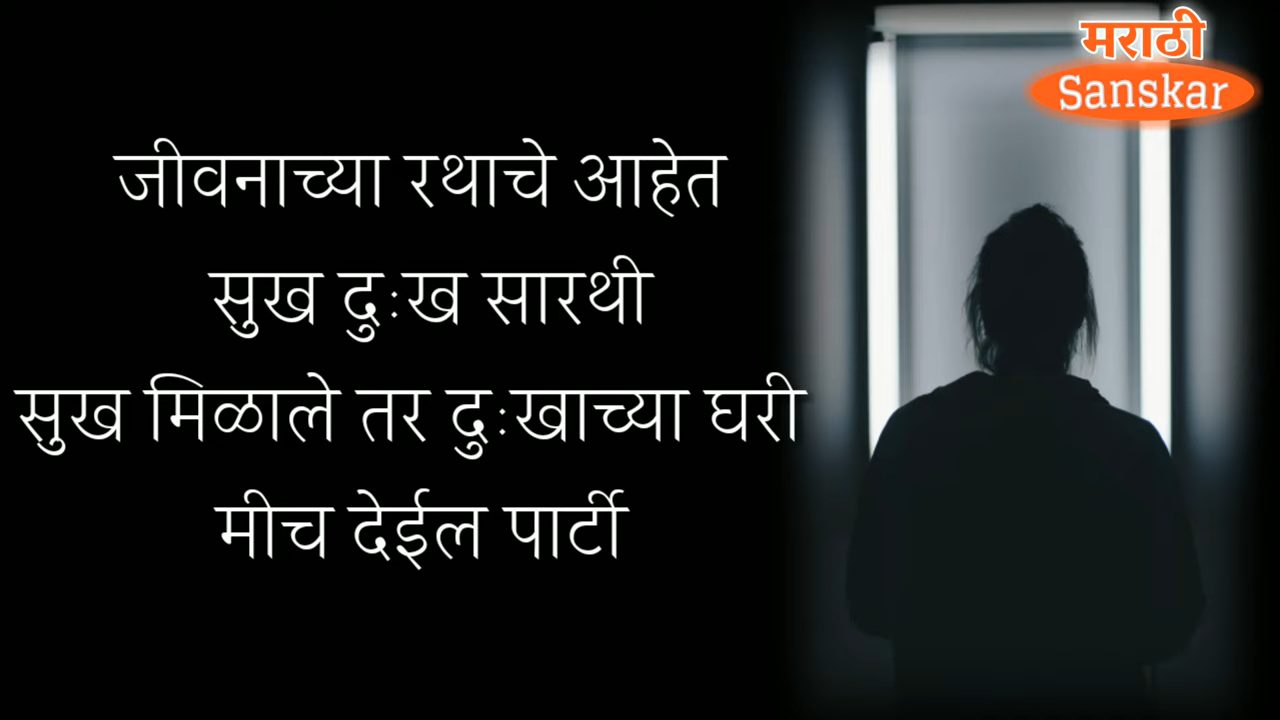 मराठी
Sanskar
जीवनाच्या रथाचे आहेत
सुख दुःख सारथी
सुख मिळाले तर दुःखाच्या घरी
मीच देईल पार्टी